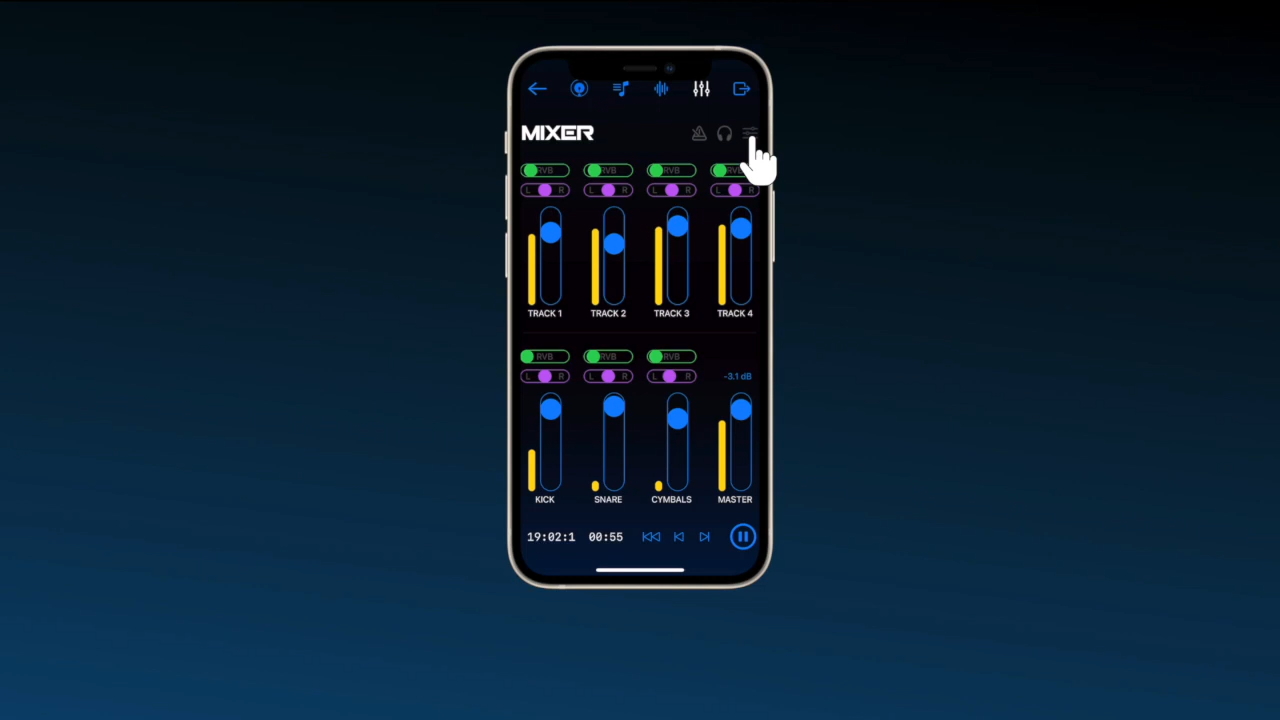 MIXER
RVB RVB RVB RVB
L R L R L R L R
TRACK 1 TRACK 2 TRACK 3 TRACK 4
RVB RVB RVB
L R L R L R -3.1 dB
KICK SNARE CYMBALS MASTER
19:02:1 00:55